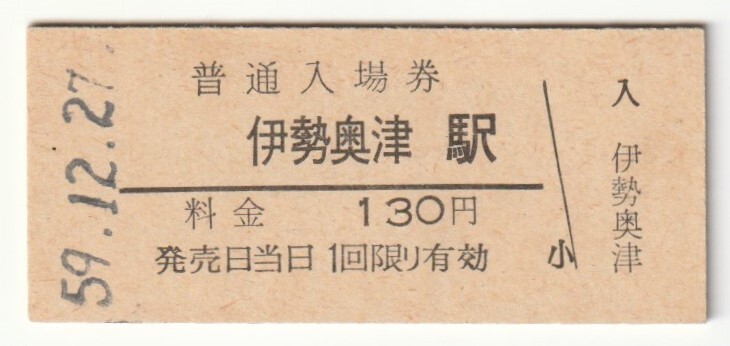 59.12.27.
普通入場券
伊勢奥津 駅
料金 130円
発売日当日1回限り有効
小
入
伊勢奥津